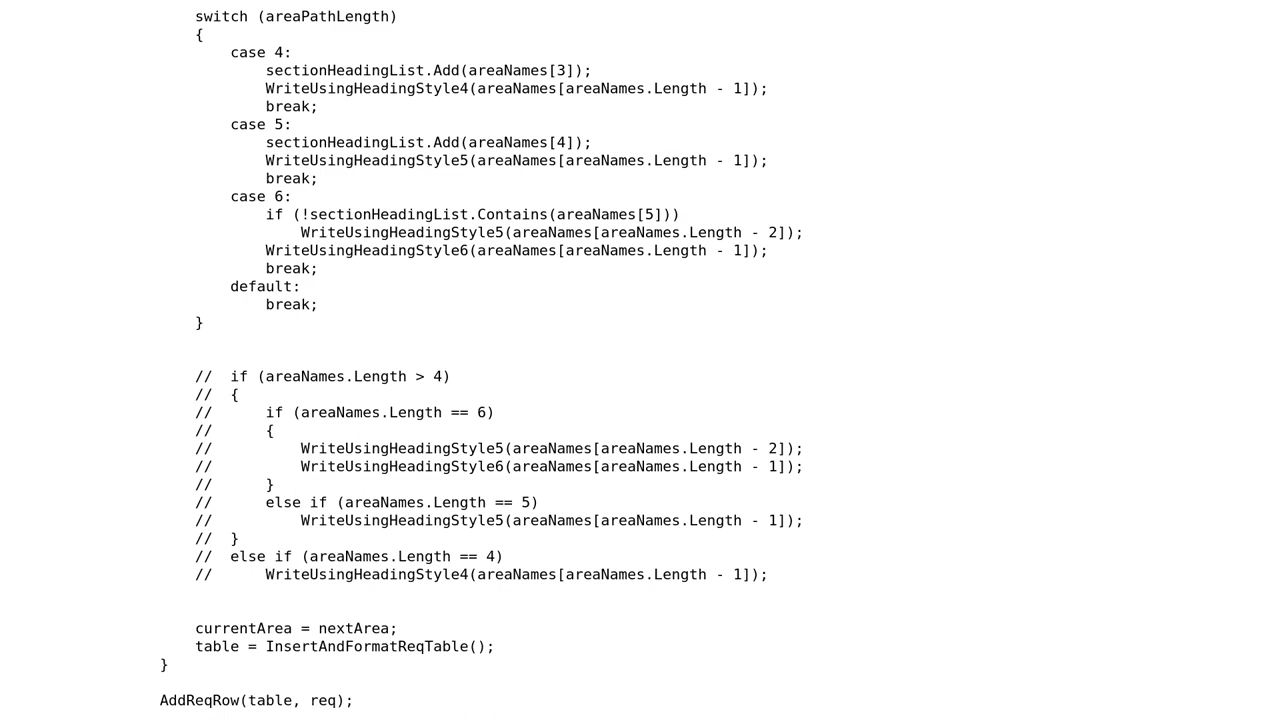 switch (areaPathLength)
{
case 4:
sectionHeadingList.Add(areaNames[3]);
WriteUsingHeadingStyle4(areaNames[areaNames.Length - 1]);
break;
case 5:
sectionHeadingList.Add(areaNames[4]);
WriteUsingHeadingStyle5(areaNames[areaNames.Length - 1]);
break;
case 6:
if (!sectionHeadingList.Contains(areaNames[5]))
WriteUsingHeadingStyle5(areaNames[areaNames.Length - 2]);
WriteUsingHeadingStyle6(areaNames[areaNames.Length - 1]);
break;
default:
break;
}
// if (areaNames.Length > 4)
// {
// if (areaNames.Length == 6)
// {
// WriteUsingHeadingStyle5(areaNames[areaNames.Length - 2]);
// WriteUsingHeadingStyle6(areaNames[areaNames.Length - 1]);
// }
// else if (areaNames.Length == 5)
// WriteUsingHeadingStyle5(areaNames[areaNames.Length - 1]);
// }
// else if (areaNames.Length == 4)
// WriteUsingHeadingStyle4(areaNames[areaNames.Length - 1]);
currentArea = nextArea;
table = InsertAndFormatReqTable();
}
AddReqRow(table, req);